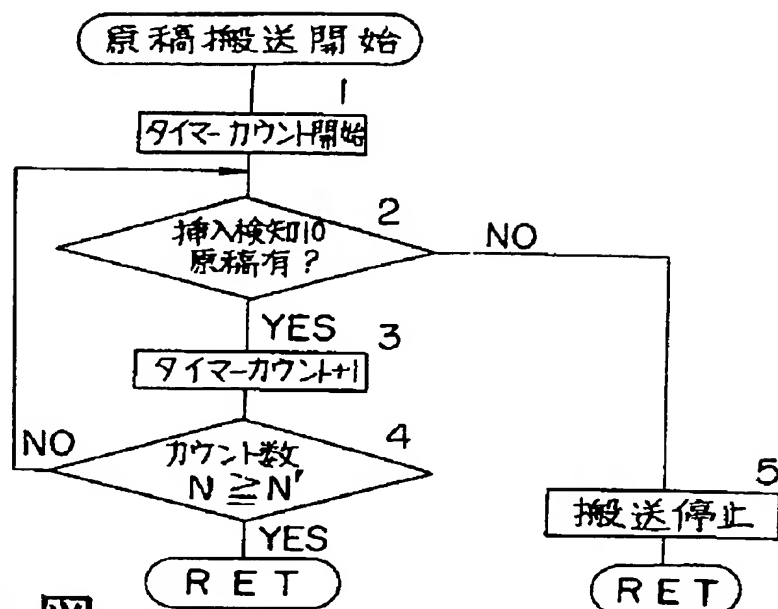 原稿搬送開始
1
タイマーカウント開始
2
挿入検知10
原稿有?
NO
YES
3
タイマーカウント+1
4
カウント数
N ≧ N'
NO
YES
RET
5
搬送停止
RET
図